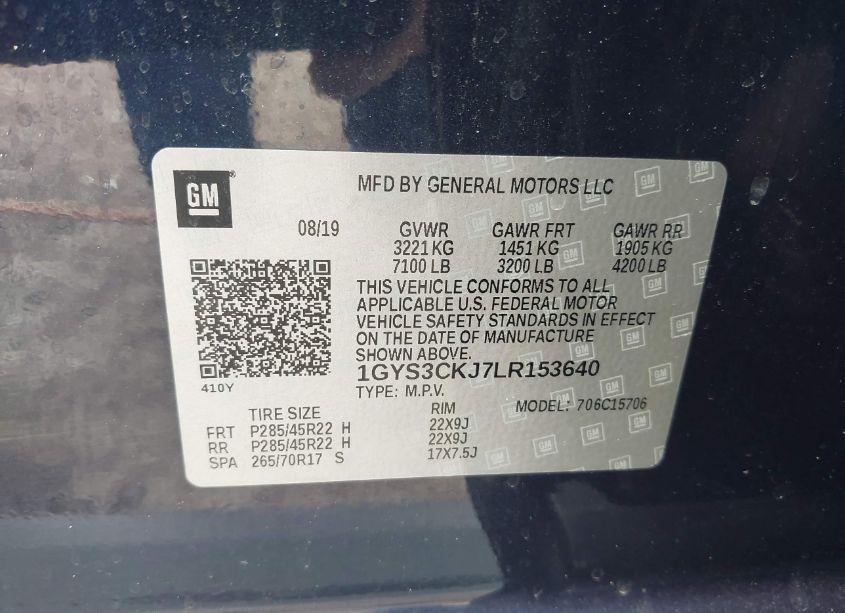 GM
MFD BY GENERAL MOTORS LLC
08/19 GVWR GAWR FRT GAWR RR
3221 KG 1451 KG 1905 KG
7100 LB 3200 LB 4200 LB
THIS VEHICLE CONFORMS TO ALL
APPLICABLE U.S. FEDERAL MOTOR
VEHICLE SAFETY STANDARDS IN EFFECT
ON THE DATE OF MANUFACTURE
SHOWN ABOVE.
1GYS3CKJ7LR153640
410Y
TYPE: M.P.V. MODEL: 706C15706
TIRE SIZE RIM
FRT P285/45R22 H 22X9J
RR P285/45R22 H 22X9J
SPA 265/70R17 S 17X7.5J